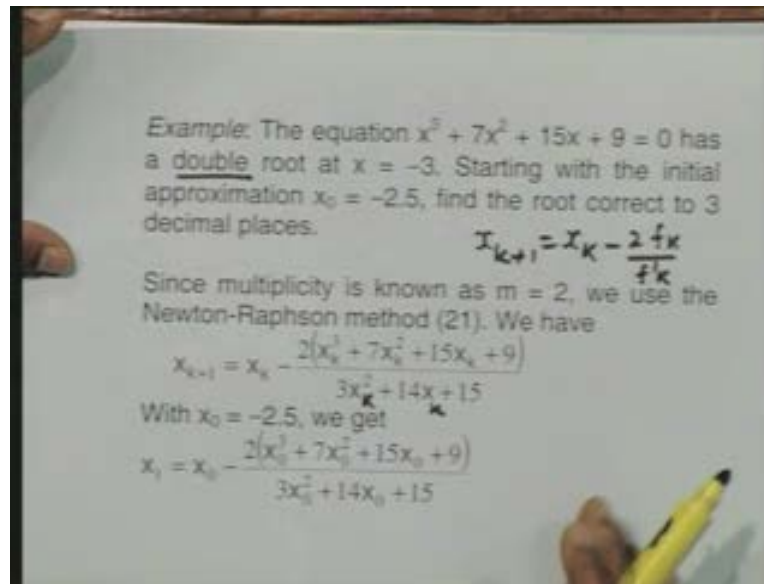 Example: The equation x³ + 7x² + 15x + 9 = 0 has
a double root at x = –3. Starting with the initial
approximation x₀ = –2.5, find the root correct to 3
decimal places.
xₖ₊₁ = xₖ – 2 fₖ / f'ₖ
Since multiplicity is known as m = 2, we use the
Newton-Raphson method (21). We have
xₖ₊₁ = xₖ – 2(xₖ³ + 7xₖ² + 15xₖ + 9) / 3xₖ² + 14xₖ + 15
With x₀ = –2.5, we get
x₁ = x₀ – 2(x₀³ + 7x₀² + 15x₀ + 9) / 3x₀² + 14x₀ + 15